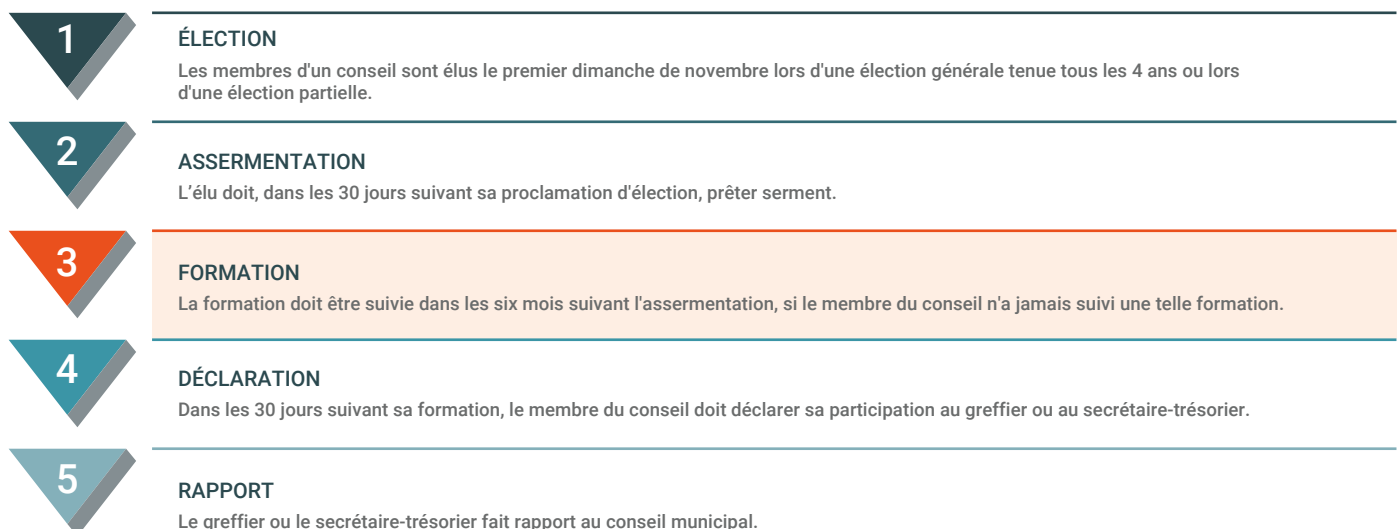 1
ÉLECTION
Les membres d'un conseil sont élus le premier dimanche de novembre lors d'une élection générale tenue tous les 4 ans ou lors
d'une élection partielle.
2
ASSERMENTATION
L’élu doit, dans les 30 jours suivant sa proclamation d'élection, prêter serment.
3
FORMATION
La formation doit être suivie dans les six mois suivant l'assermentation, si le membre du conseil n'a jamais suivi une telle formation.
4
DÉCLARATION
Dans les 30 jours suivant sa formation, le membre du conseil doit déclarer sa participation au greffier ou au secrétaire-trésorier.
5
RAPPORT
Le greffier ou le secrétaire-trésorier fait rapport au conseil municipal.